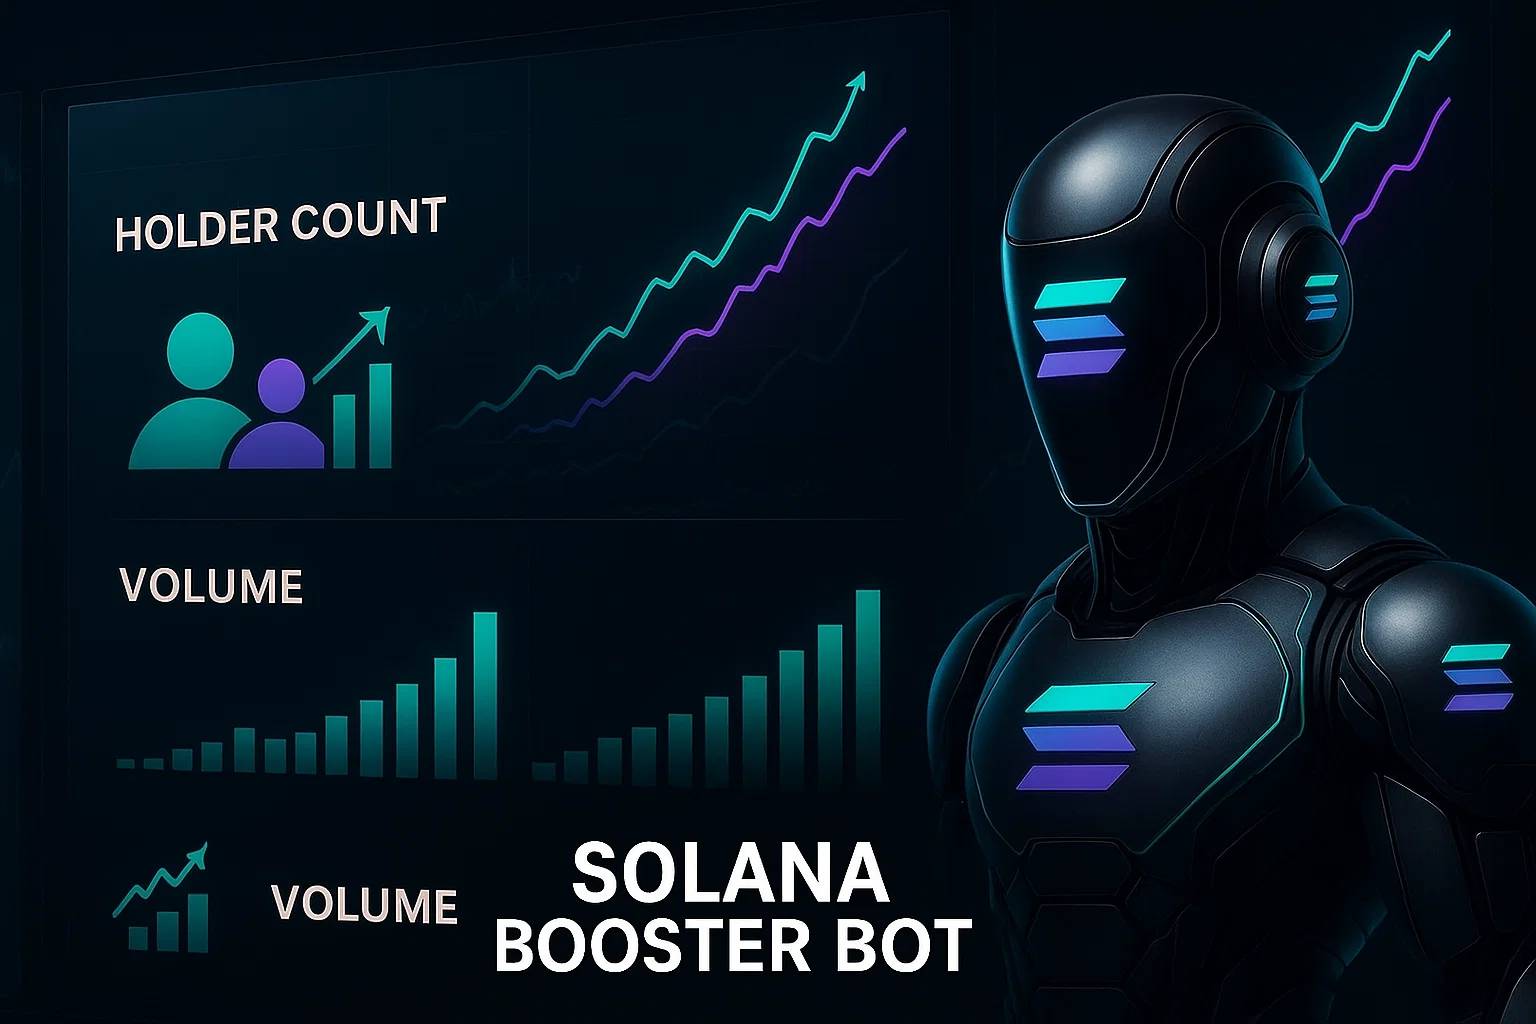 HOLDER COUNT
VOLUME
VOLUME
SOLANA
BOOSTER BOT